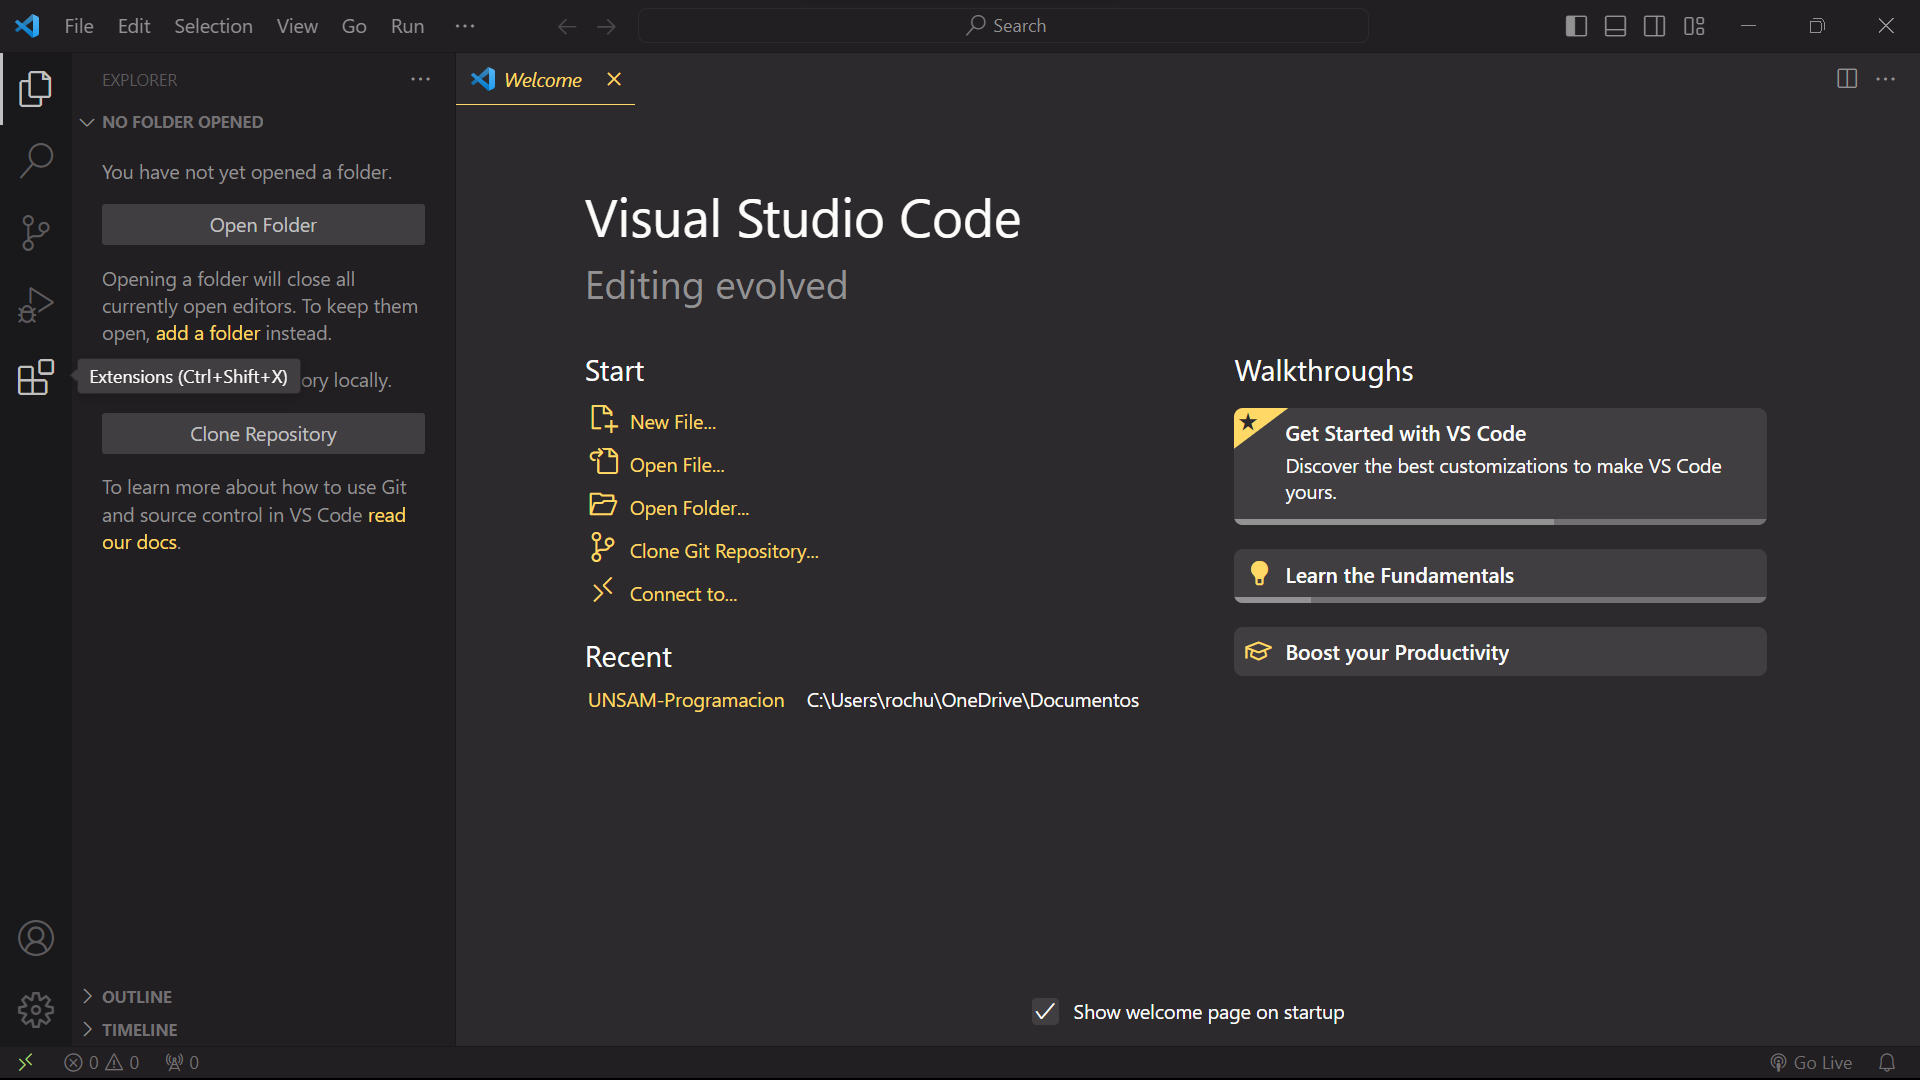 File Edit Selection View Go Run ···
Search
EXPLORER ···
NO FOLDER OPENED
You have not yet opened a folder.
Open Folder
Opening a folder will close all
currently open editors. To keep them
open, add a folder instead.
Extensions (Ctrl+Shift+X)
ory locally.
Clone Repository
To learn more about how to use Git
and source control in VS Code read
our docs.
OUTLINE
TIMELINE
Welcome
Visual Studio Code
Editing evolved
Start
New File...
Open File...
Open Folder...
Clone Git Repository...
Connect to...
Recent
UNSAM-Programacion C:\Users\rochu\OneDrive\Documentos
Walkthroughs
Get Started with VS Code
Discover the best customizations to make VS Code
yours.
Learn the Fundamentals
Boost your Productivity
Show welcome page on startup
0 0 0
Go Live